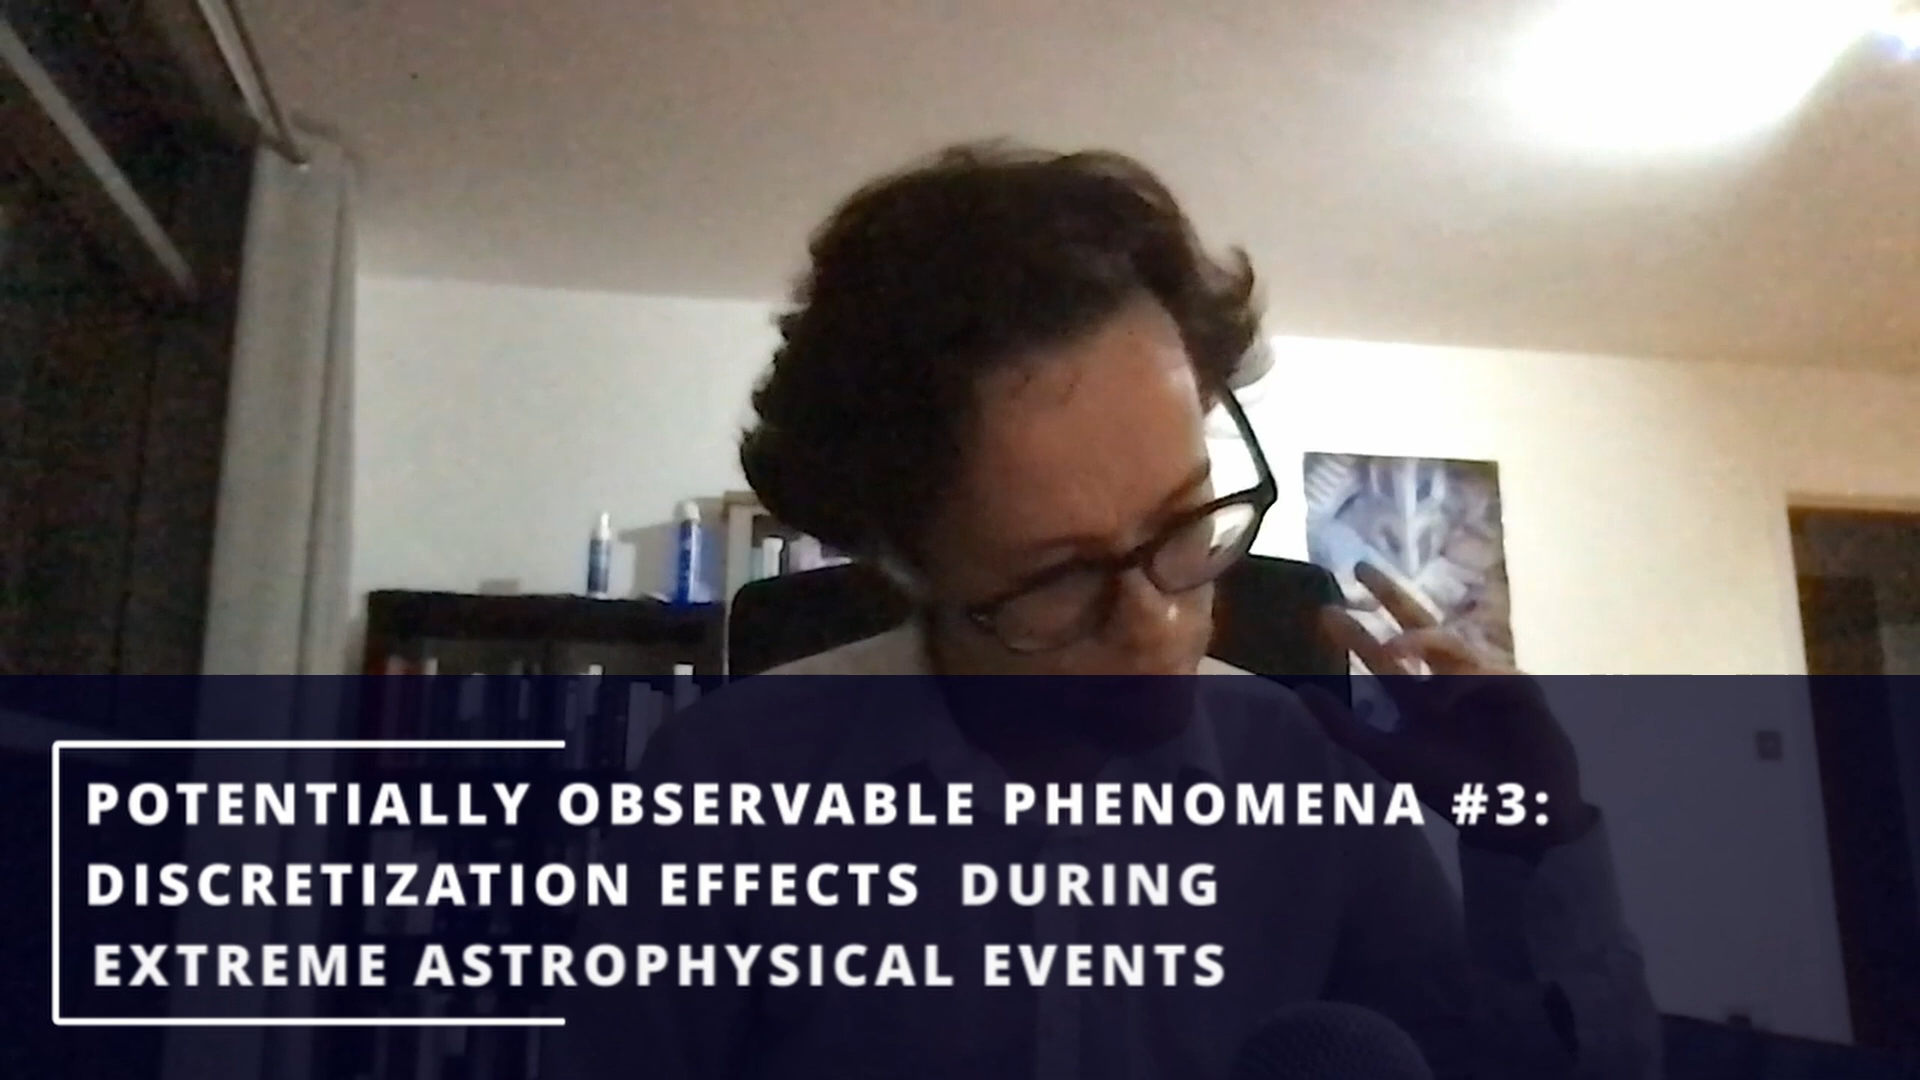 POTENTIALLY OBSERVABLE PHENOMENA #3:
DISCRETIZATION EFFECTS DURING
EXTREME ASTROPHYSICAL EVENTS